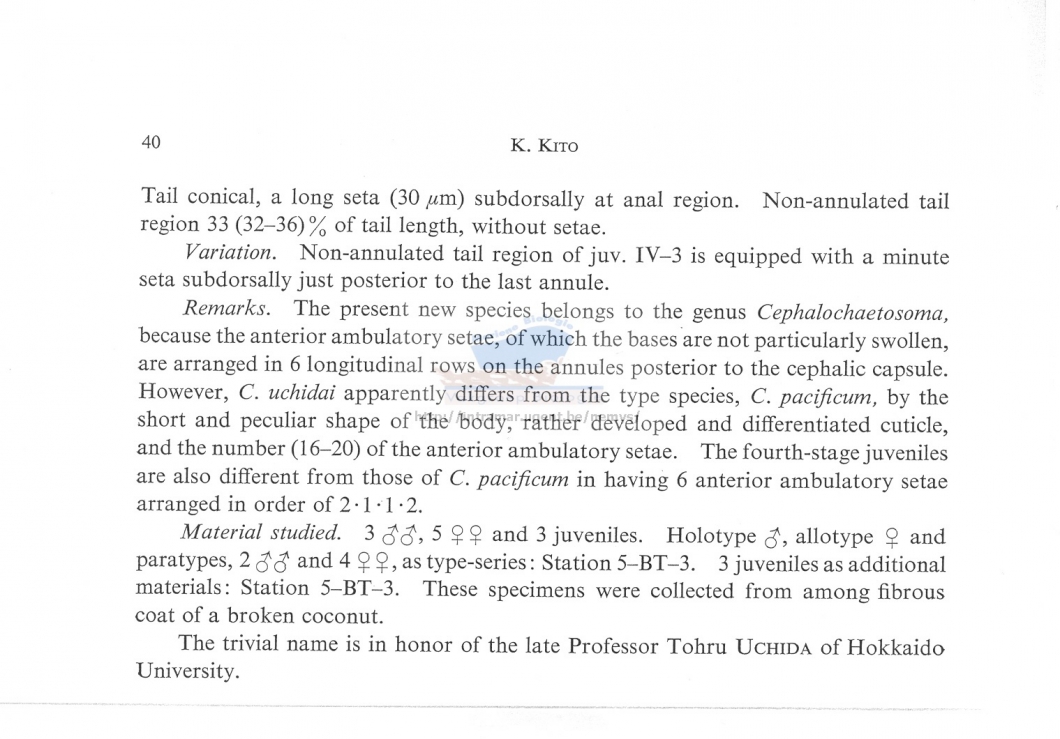 40
K. KITO
Tail conical, a long seta (30 μm) subdorsally at anal region. Non-annulated tail
region 33 (32–36)% of tail length, without setae.
Variation. Non-annulated tail region of juv. IV–3 is equipped with a minute
seta subdorsally just posterior to the last annule.
Remarks. The present new species belongs to the genus Cephalochaetosoma,
because the anterior ambulatory setae, of which the bases are not particularly swollen,
are arranged in 6 longitudinal rows on the annules posterior to the cephalic capsule.
However, C. uchidai apparently differs from the type species, C. pacificum, by the
short and peculiar shape of the body, rather developed and differentiated cuticle,
and the number (16–20) of the anterior ambulatory setae. The fourth-stage juveniles
are also different from those of C. pacificum in having 6 anterior ambulatory setae
arranged in order of 2·1·1·2.
Material studied. 3 ♂♂, 5 ♀♀ and 3 juveniles. Holotype ♂, allotype ♀ and
paratypes, 2 ♂♂ and 4 ♀♀, as type-series: Station 5–BT–3. 3 juveniles as additional
materials: Station 5–BT–3. These specimens were collected from among fibrous
coat of a broken coconut.
The trivial name is in honor of the late Professor Tohru UCHIDA of Hokkaido
University.